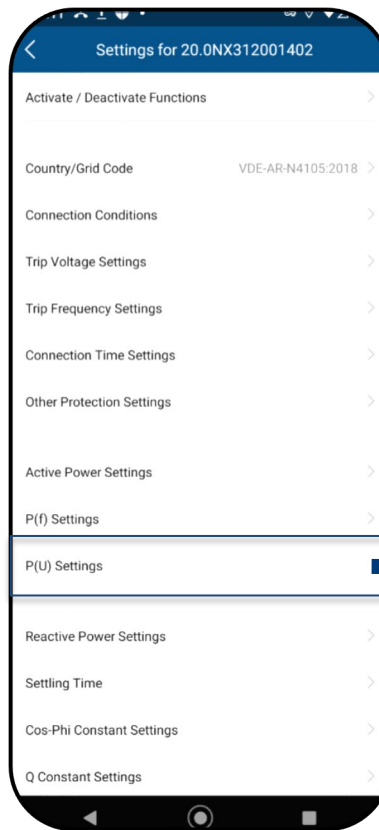 Settings for 20.0NX312001402
Activate / Deactivate Functions
Country/Grid Code VDE-AR-N4105:2018
Connection Conditions
Trip Voltage Settings
Trip Frequency Settings
Connection Time Settings
Other Protection Settings
Active Power Settings
P(f) Settings
P(U) Settings
Reactive Power Settings
Settling Time
Cos-Phi Constant Settings
Q Constant Settings